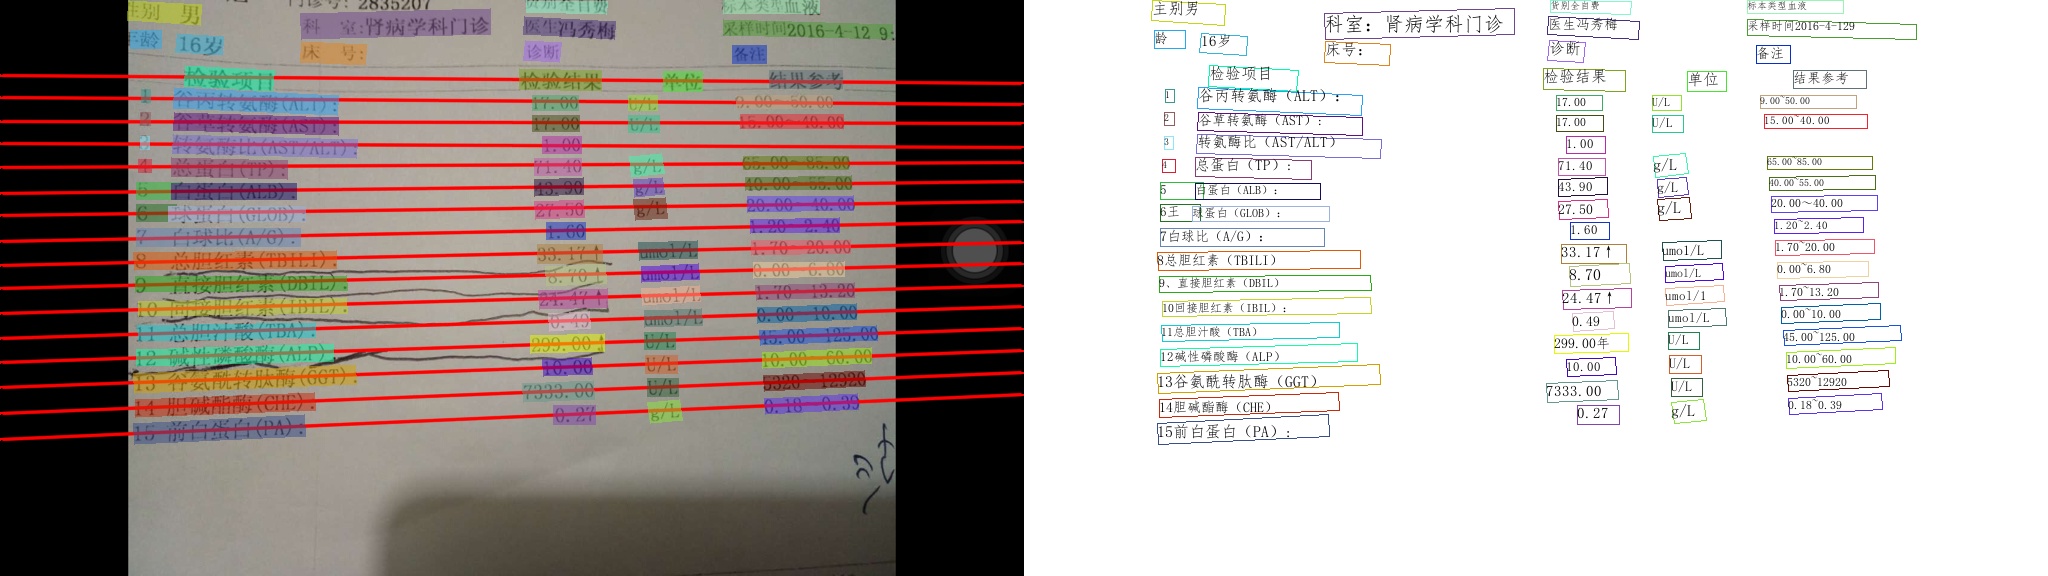 门诊号: 2835207
性别 男
科 室:肾病学科门诊
费别全自费
标本类型血液
年龄 16岁
床 号:
医生冯秀梅
采样时间2016-4-12 9:
诊断
备注
检验项目 检验结果 单位 结果参考
1 谷丙转氨酶(ALT): 17.00 U/L 9.00~50.00
2 谷草转氨酶(AST): 17.00 U/L 15.00~40.00
3 转氨酶比(AST/ALT): 1.00
4 总蛋白(TP): 71.40 g/L 65.00~85.00
5 白蛋白(ALB): 43.90 g/L 40.00~55.00
6 球蛋白(GLOB): 27.50 g/L 20.00~40.00
7 白球比(A/G): 1.60 1.20~2.40
8 总胆红素(TBILI) 33.17↑ umol/L 1.70~20.00
9 直接胆红素(DBIL) 8.70↑ umol/L 0.00~6.80
10 间接胆红素(IBIL) 24.47↑ umol/l 1.70~13.20
11 总胆汁酸(TBA) 0.49 umol/L 0.00~10.00
12 碱性磷酸酶(ALP) 299.00↑ U/L 45.00~125.00
13 谷氨酰转肽酶(GGT) 10.00 U/L 10.00~60.00
14 胆碱酯酶(CHE) 7333.00 U/L 5320~12920
15 前白蛋白(PA): 0.27 g/L 0.18~0.39
主别男
科室：肾病学科门诊
货别全自费
标本类型血液
龄 16岁
床号：
医生冯秀梅
采样时间2016-4-129
诊断
备注
检验项目 检验结果 单位 结果参考
1 谷丙转氨酶（ALT）： 17.00 U/L 9.00~50.00
2 谷草转氨酶（AST）： 17.00 U/L 15.00~40.00
3 转氨酶比（AST/ALT） 1.00
4 总蛋白（TP）： 71.40 g/L 65.00~85.00
5 白蛋白（ALB）： 43.90 g/L 40.00~55.00
6王 球蛋白（GLOB）： 27.50 g/L 20.00～40.00
7白球比（A/G）： 1.60 1.20~2.40
8总胆红素（TBILI） 33.17↑ umol/L 1.70~20.00
9、直接胆红素（DBIL） 8.70 umol/L 0.00~6.80
10回接胆红素（IBIL） 24.47↑ umol/1 1.70~13.20
11总胆汁酸（TBA） 0.49 umol/L 0.00~10.00
12碱性磷酸酶（ALP） 299.00年 U/L 45.00~125.00
13谷氨酰转肽酶（GGT） 10.00 U/L 10.00~60.00
14胆碱酯酶（CHE） 7333.00 U/L 5320~12920
15前白蛋白（PA）： 0.27 g/L 0.18~0.39